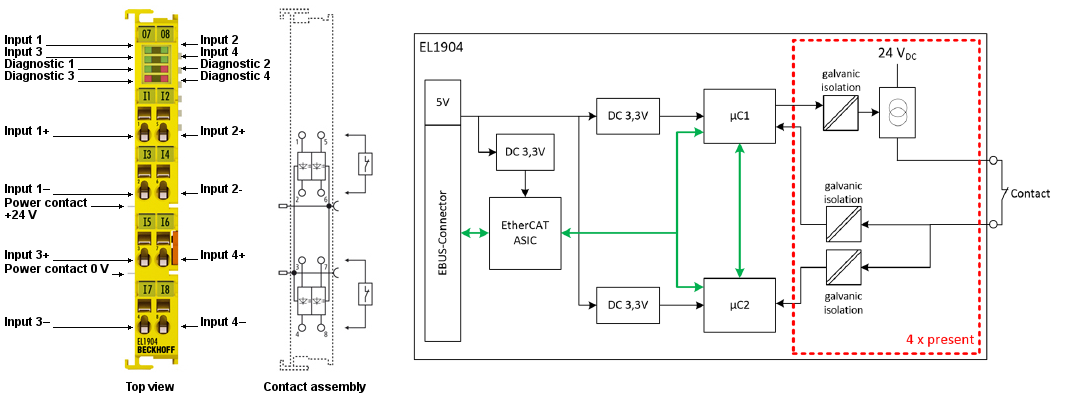 07 08
Input 1
Input 2
Input 3
Input 4
Diagnostic 1
Diagnostic 2
Diagnostic 3
Diagnostic 4
I1 I2
Input 1+
Input 2+
I3 I4
Input 1–
Input 2-
Power contact
+24 V
I5 I6
Input 3+
Input 4+
Power contact 0 V
I7 I8
Input 3–
Input 4–
EL1904
BECKHOFF
Top view
1
5
2
6
3
7
4
8
Contact assembly
EL1904
5V
EBUS-Connector
DC 3,3V
DC 3,3V
EtherCAT
ASIC
DC 3,3V
µC1
µC2
24 VDC
galvanic
isolation
galvanic
isolation
galvanic
isolation
Contact
4 x present